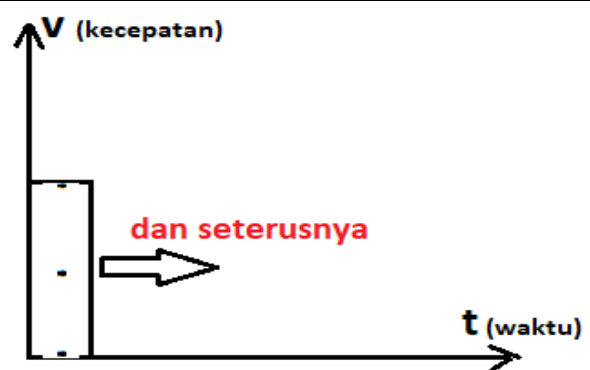 v (kecepatan)
dan seterusnya
t (waktu)